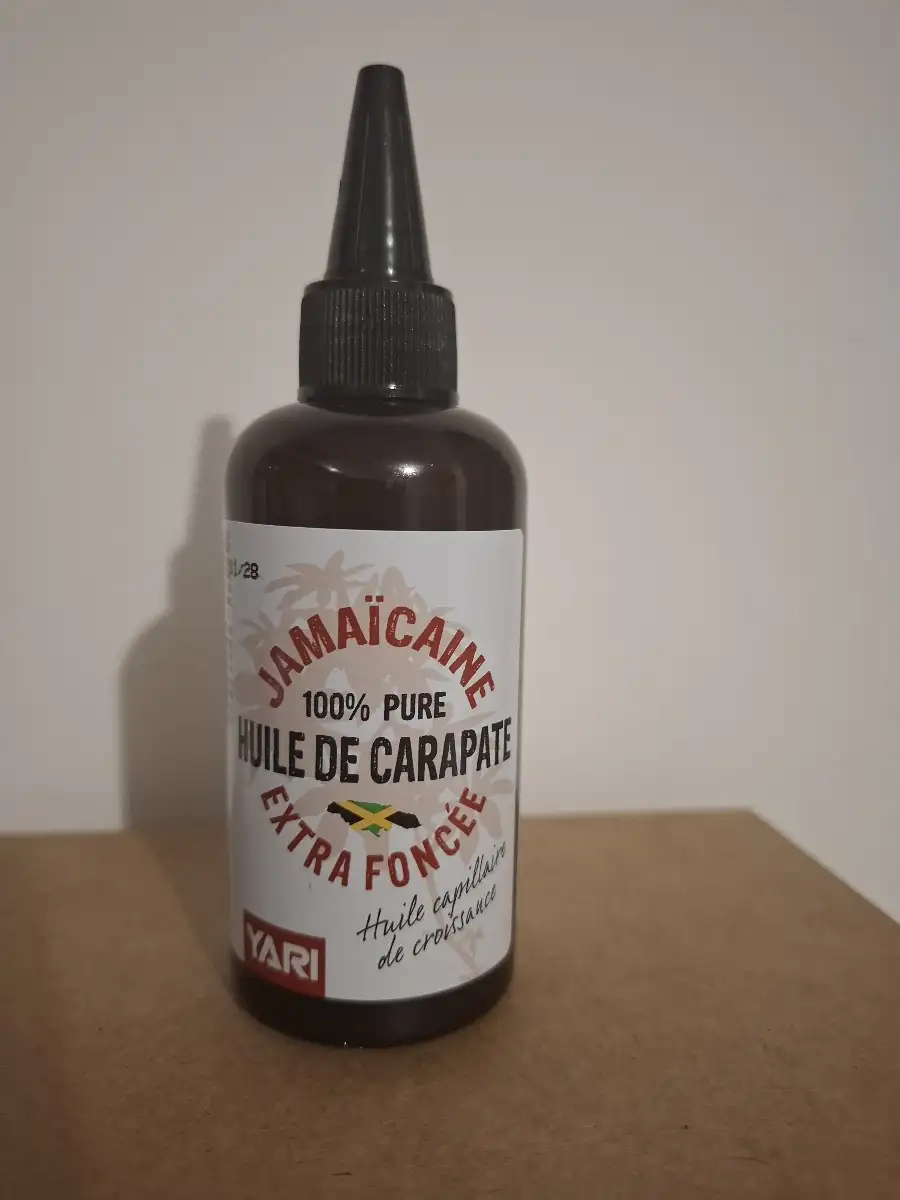 JAMAÏCAINE
100% PURE
HUILE DE CARAPATE
EXTRA FONCÉE
Huile capillaire
de croissance
YARI